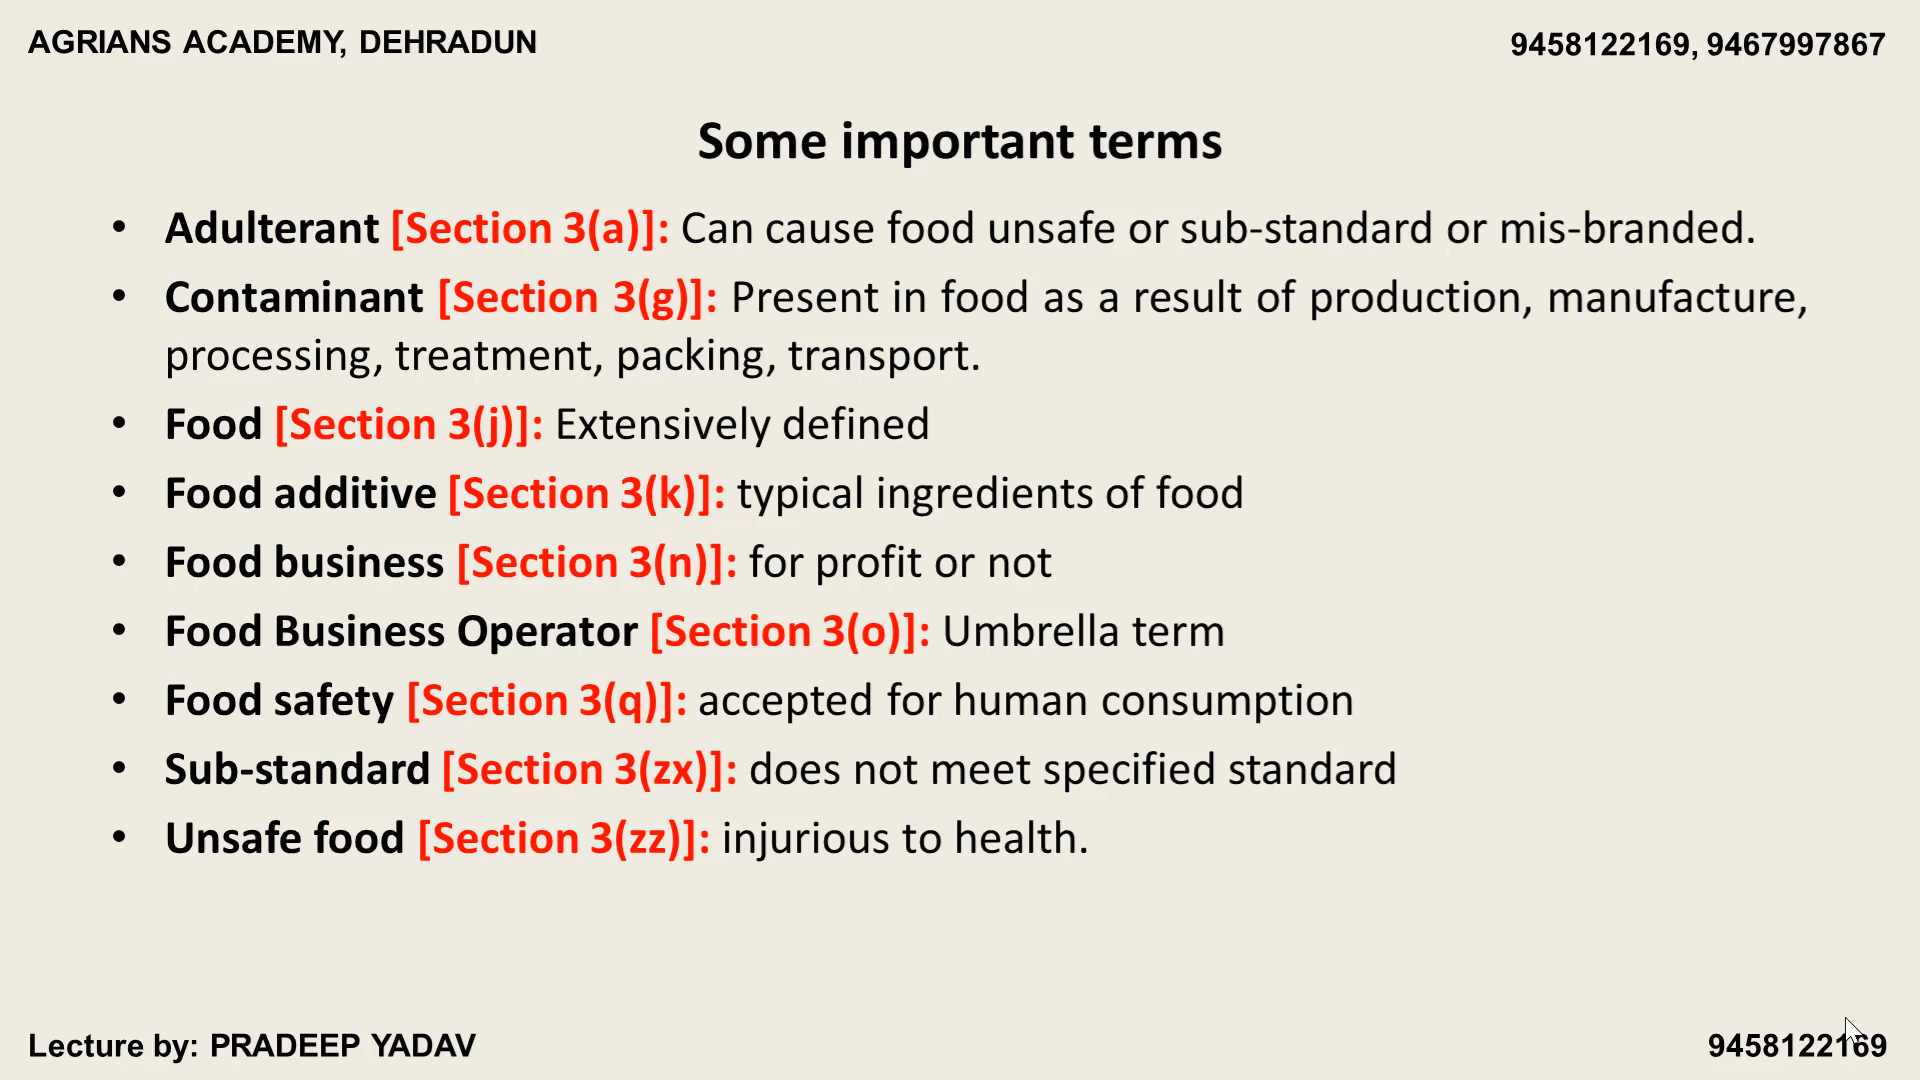 AGRIANS ACADEMY, DEHRADUN
9458122169, 9467997867
Some important terms
• Adulterant [Section 3(a)]: Can cause food unsafe or sub-standard or mis-branded.
• Contaminant [Section 3(g)]: Present in food as a result of production, manufacture,
processing, treatment, packing, transport.
• Food [Section 3(j)]: Extensively defined
• Food additive [Section 3(k)]: typical ingredients of food
• Food business [Section 3(n)]: for profit or not
• Food Business Operator [Section 3(o)]: Umbrella term
• Food safety [Section 3(q)]: accepted for human consumption
• Sub-standard [Section 3(zx)]: does not meet specified standard
• Unsafe food [Section 3(zz)]: injurious to health.
Lecture by: PRADEEP YADAV
9458122169